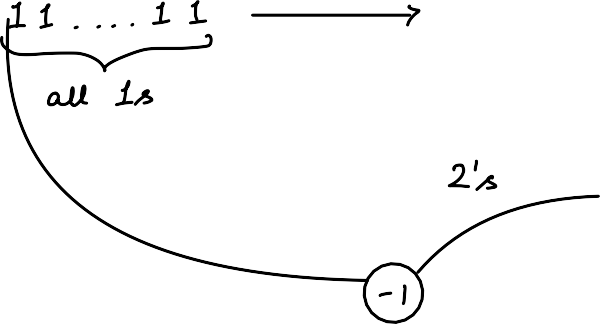 1 1 . . . . . 1 1
all 1s
2's
-1